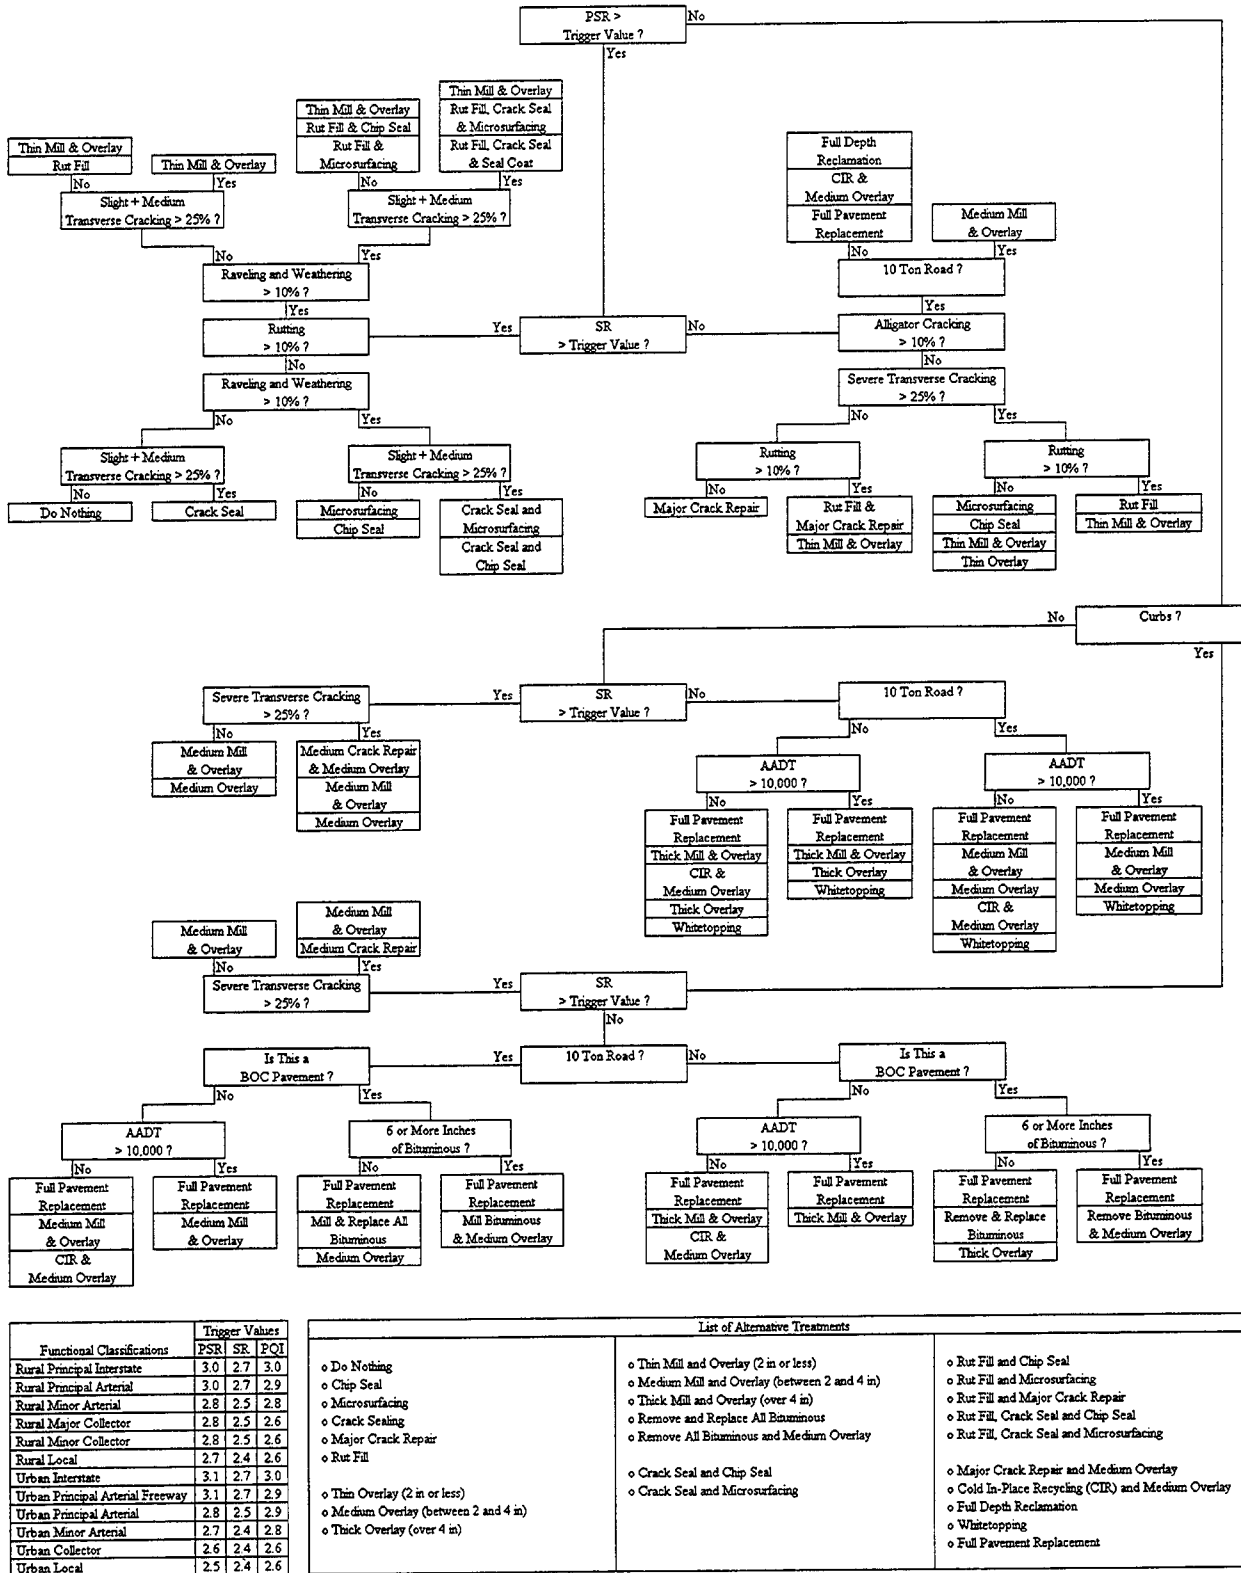 PSR >
Trigger Value ?
No
Yes
Thin Mill & Overlay
Rut Fill
No
Thin Mill & Overlay
Yes
Slight + Medium
Transverse Cracking > 25% ?
Thin Mill & Overlay
Rut Fill & Chip Seal
Rut Fill &
Microsurfacing
No
Thin Mill & Overlay
Rut Fill, Crack Seal
& Microsurfacing
Rut Fill, Crack Seal
& Seal Coat
Yes
Slight + Medium
Transverse Cracking > 25% ?
No
Yes
Raveling and Weathering
> 10% ?
Yes
Rutting
> 10% ?
Yes
SR
> Trigger Value ?
No
Full Depth
Reclamation
CIR &
Medium Overlay
Full Pavement
Replacement
No
Medium Mill
& Overlay
Yes
10 Ton Road ?
Yes
Alligator Cracking
> 10% ?
No
Severe Transverse Cracking
> 25% ?
No
Yes
Rutting
> 10% ?
No
Yes
Major Crack Repair
Rut Fill &
Major Crack Repair
Thin Mill & Overlay
Rutting
> 10% ?
No
Yes
Microsurfacing
Chip Seal
Thin Mill & Overlay
Thin Overlay
Rut Fill
Thin Mill & Overlay
No
Raveling and Weathering
> 10% ?
No
Yes
Slight + Medium
Transverse Cracking > 25% ?
No
Yes
Do Nothing
Crack Seal
Slight + Medium
Transverse Cracking > 25% ?
No
Yes
Microsurfacing
Chip Seal
Crack Seal and
Microsurfacing
Crack Seal and
Chip Seal
No
Curbs ?
Yes
Severe Transverse Cracking
> 25% ?
Yes
SR
> Trigger Value ?
No
10 Ton Road ?
No
Yes
Medium Mill
& Overlay
Medium Overlay
Medium Crack Repair
& Medium Overlay
Medium Mill
& Overlay
Medium Overlay
No
Yes
AADT
> 10,000 ?
No
Yes
Full Pavement
Replacement
Thick Mill & Overlay
CIR &
Medium Overlay
Thick Overlay
Whitetopping
Full Pavement
Replacement
Thick Mill & Overlay
Thick Overlay
Whitetopping
AADT
> 10,000 ?
No
Yes
Full Pavement
Replacement
Medium Mill
& Overlay
Medium Overlay
CIR &
Medium Overlay
Whitetopping
Full Pavement
Replacement
Medium Mill
& Overlay
Medium Overlay
Whitetopping
Medium Mill
& Overlay
No
Medium Mill
& Overlay
Medium Crack Repair
Yes
Severe Transverse Cracking
> 25% ?
Yes
SR
> Trigger Value ?
No
Is This a
BOC Pavement ?
Yes
10 Ton Road ?
No
Is This a
BOC Pavement ?
No
Yes
No
Yes
AADT
> 10,000 ?
No
Yes
Full Pavement
Replacement
Medium Mill
& Overlay
CIR &
Medium Overlay
Full Pavement
Replacement
Medium Mill
& Overlay
6 or More Inches
of Bituminous ?
No
Yes
Full Pavement
Replacement
Mill & Replace All
Bituminous
Medium Overlay
Full Pavement
Replacement
Mill Bituminous
& Medium Overlay
AADT
> 10,000 ?
No
Yes
Full Pavement
Replacement
Thick Mill & Overlay
CIR &
Medium Overlay
Full Pavement
Replacement
Thick Mill & Overlay
6 or More Inches
of Bituminous ?
No
Yes
Full Pavement
Replacement
Remove & Replace
Bituminous
Thick Overlay
Full Pavement
Replacement
Remove Bituminous
& Medium Overlay
Trigger Values
Functional Classifications PSR SR PQI
Rural Principal Interstate 3.0 2.7 3.0
Rural Principal Arterial 3.0 2.7 2.9
Rural Minor Arterial 2.8 2.5 2.8
Rural Major Collector 2.8 2.5 2.6
Rural Minor Collector 2.8 2.5 2.6
Rural Local 2.7 2.4 2.6
Urban Interstate 3.1 2.7 3.0
Urban Principal Arterial Freeway 3.1 2.7 2.9
Urban Principal Arterial 2.8 2.5 2.9
Urban Minor Arterial 2.7 2.4 2.8
Urban Collector 2.6 2.4 2.6
Urban Local 2.5 2.4 2.6
List of Alternative Treatments
o Do Nothing
o Chip Seal
o Microsurfacing
o Crack Sealing
o Major Crack Repair
o Rut Fill
o Thin Overlay (2 in or less)
o Medium Overlay (between 2 and 4 in)
o Thick Overlay (over 4 in)
o Thin Mill and Overlay (2 in or less)
o Medium Mill and Overlay (between 2 and 4 in)
o Thick Mill and Overlay (over 4 in)
o Remove and Replace All Bituminous
o Remove All Bituminous and Medium Overlay
o Crack Seal and Chip Seal
o Crack Seal and Microsurfacing
o Rut Fill and Chip Seal
o Rut Fill and Microsurfacing
o Rut Fill and Major Crack Repair
o Rut Fill, Crack Seal and Chip Seal
o Rut Fill, Crack Seal and Microsurfacing
o Major Crack Repair and Medium Overlay
o Cold In-Place Recycling (CIR) and Medium Overlay
o Full Depth Reclamation
o Whitetopping
o Full Pavement Replacement